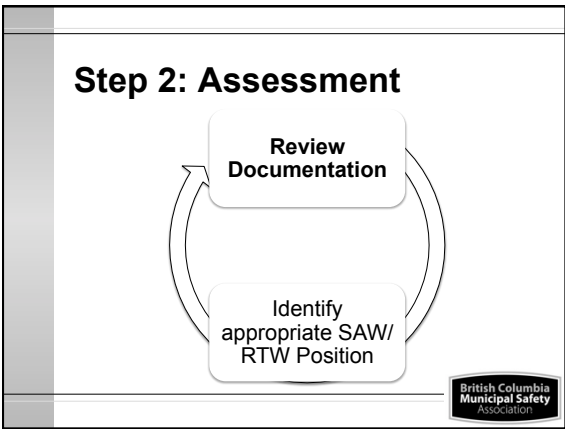 Step 2: Assessment
Review
Documentation
Identify
appropriate SAW/
RTW Position
British Columbia
Municipal Safety
Association